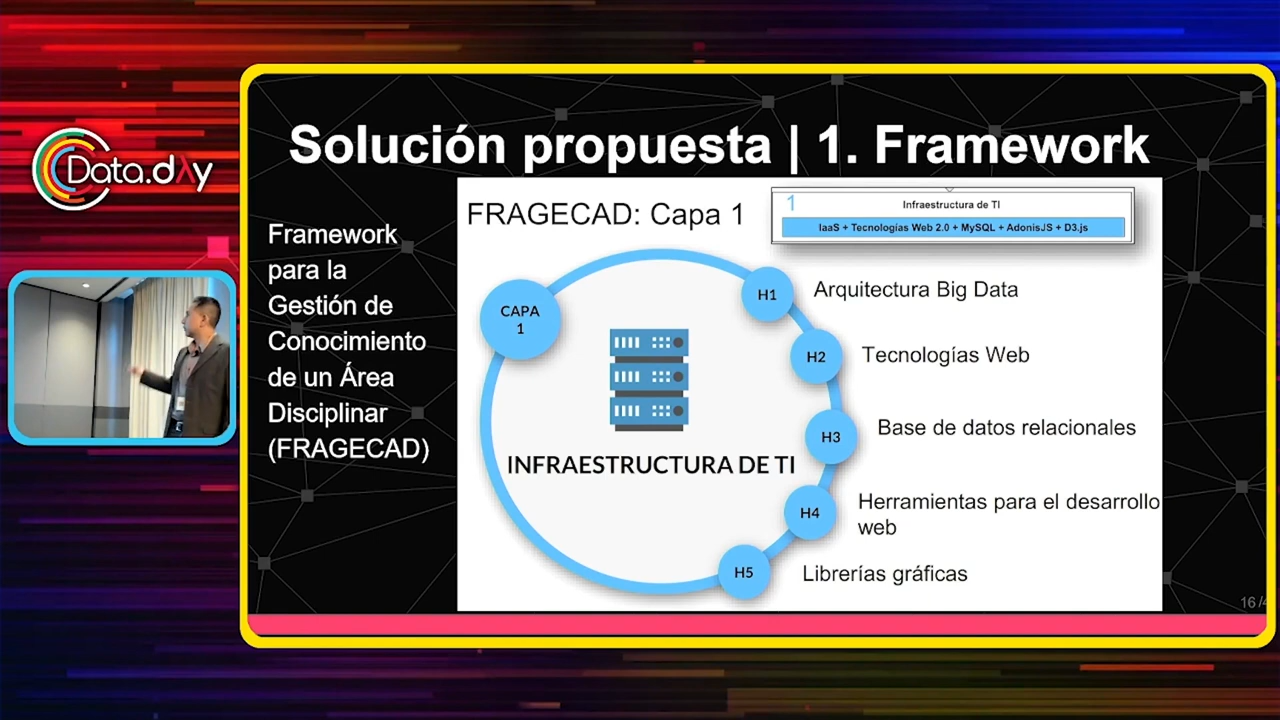 Data.dAy
Solución propuesta | 1. Framework
Framework
para la
Gestión de
Conocimiento
de un Área
Disciplinar
(FRAGECAD)
FRAGECAD: Capa 1
1
Infraestructura de TI
IaaS + Tecnologías Web 2.0 + MySQL + AdonisJS + D3.js
CAPA
1
INFRAESTRUCTURA DE TI
H1
Arquitectura Big Data
H2
Tecnologías Web
H3
Base de datos relacionales
H4
Herramientas para el desarrollo
web
H5
Librerías gráficas
16/4